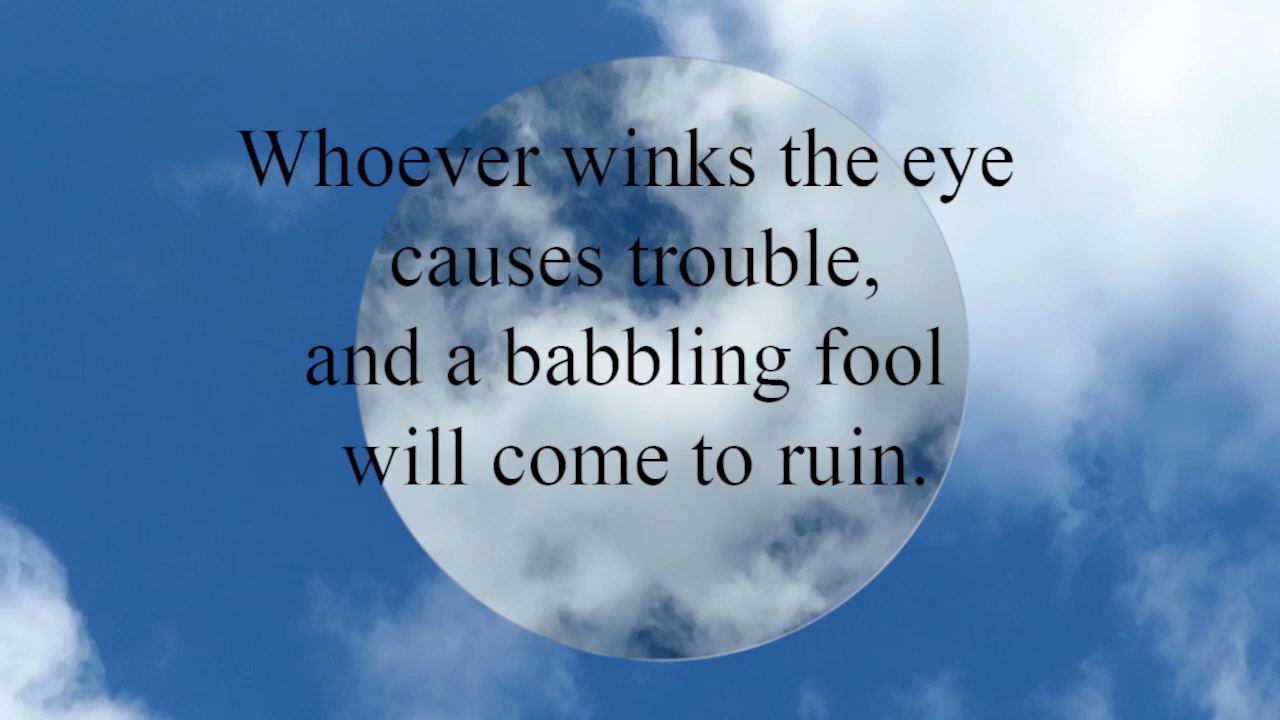 Whoever winks the eye
causes trouble,
and a babbling fool
will come to ruin.